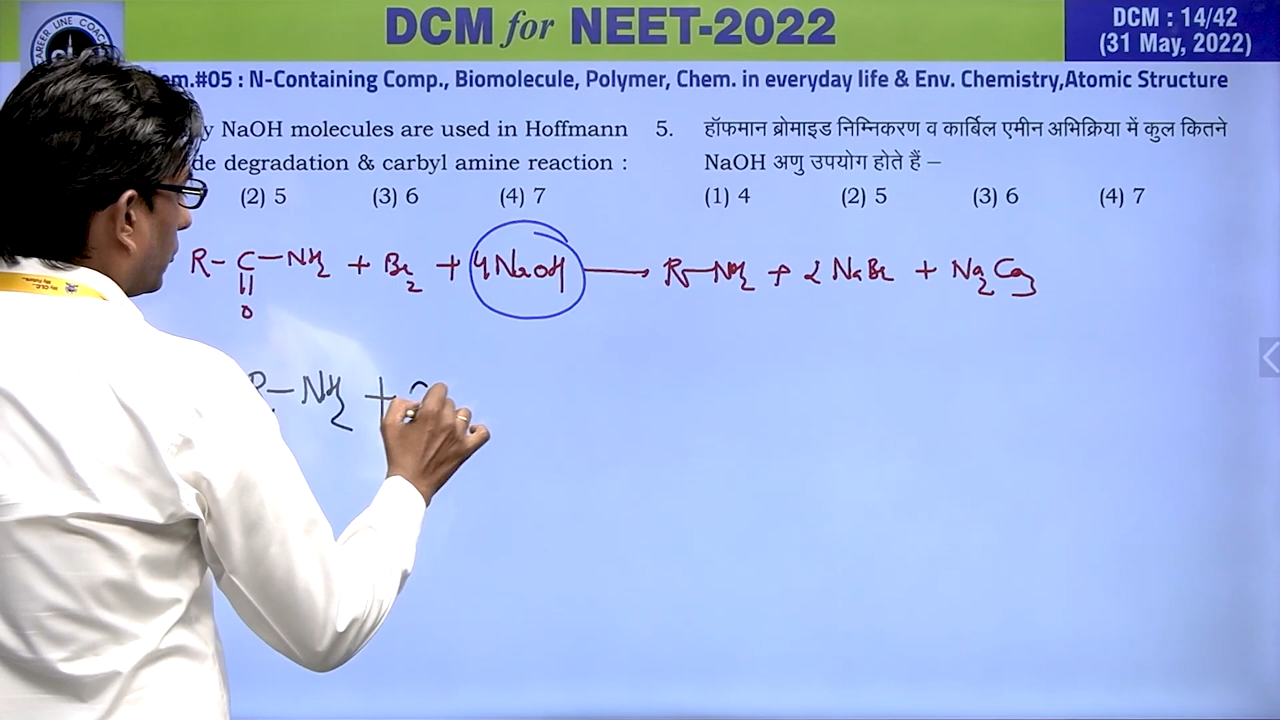 DCM for NEET-2022
DCM : 14/42
(31 May, 2022)
CAREER LINE COACH
em.#05 : N-Containing Comp., Biomolecule, Polymer, Chem. in everyday life & Env. Chemistry,Atomic Structure
y NaOH molecules are used in Hoffmann
de degradation & carbyl amine reaction :
(2) 5 (3) 6 (4) 7
5. हॉफमान ब्रोमाइड निम्निकरण व कार्बिल एमीन अभिक्रिया में कुल कितने
NaOH अणु उपयोग होते हैं –
(1) 4 (2) 5 (3) 6 (4) 7
R-C-NH2 + Br2 + 4NaOH → R-NH2 + 2NaBr + Na2CO3
||
O
R-NH2 +